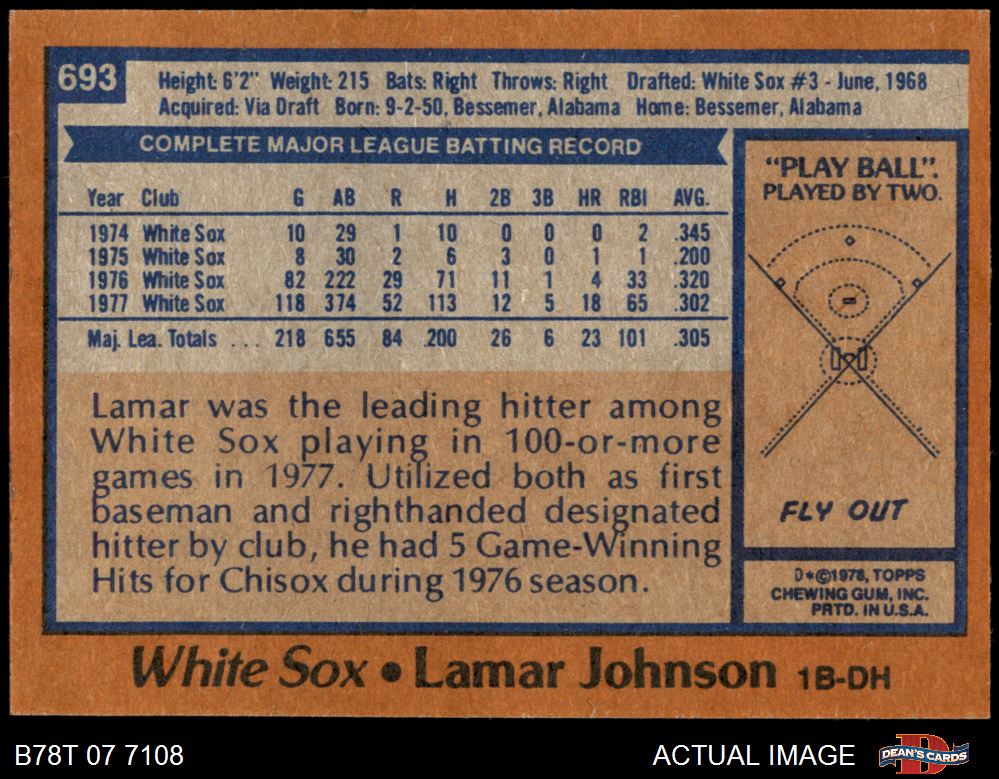 693
Height: 6'2" Weight: 215 Bats: Right Throws: Right Drafted: White Sox #3 - June, 1968
Acquired: Via Draft Born: 9-2-50, Bessemer, Alabama Home: Bessemer, Alabama
COMPLETE MAJOR LEAGUE BATTING RECORD
Year Club G AB R H 2B 3B HR RBI AVG.
1974 White Sox 10 29 1 10 0 0 0 2 .345
1975 White Sox 8 30 2 6 3 0 1 1 .200
1976 White Sox 82 222 29 71 11 1 4 33 .320
1977 White Sox 118 374 52 113 12 5 18 65 .302
Maj. Lea. Totals ... 218 655 84 200 26 6 23 101 .305
Lamar was the leading hitter among
White Sox playing in 100-or-more
games in 1977. Utilized both as first
baseman and righthanded designated
hitter by club, he had 5 Game-Winning
Hits for Chisox during 1976 season.
"PLAY BALL".
PLAYED BY TWO.
FLY OUT
D*©1978, TOPPS
CHEWING GUM, INC.
PRTD. IN U.S.A.
White Sox • Lamar Johnson 1B-DH
B78T 07 7108
ACTUAL IMAGE
DEAN'S CARDS